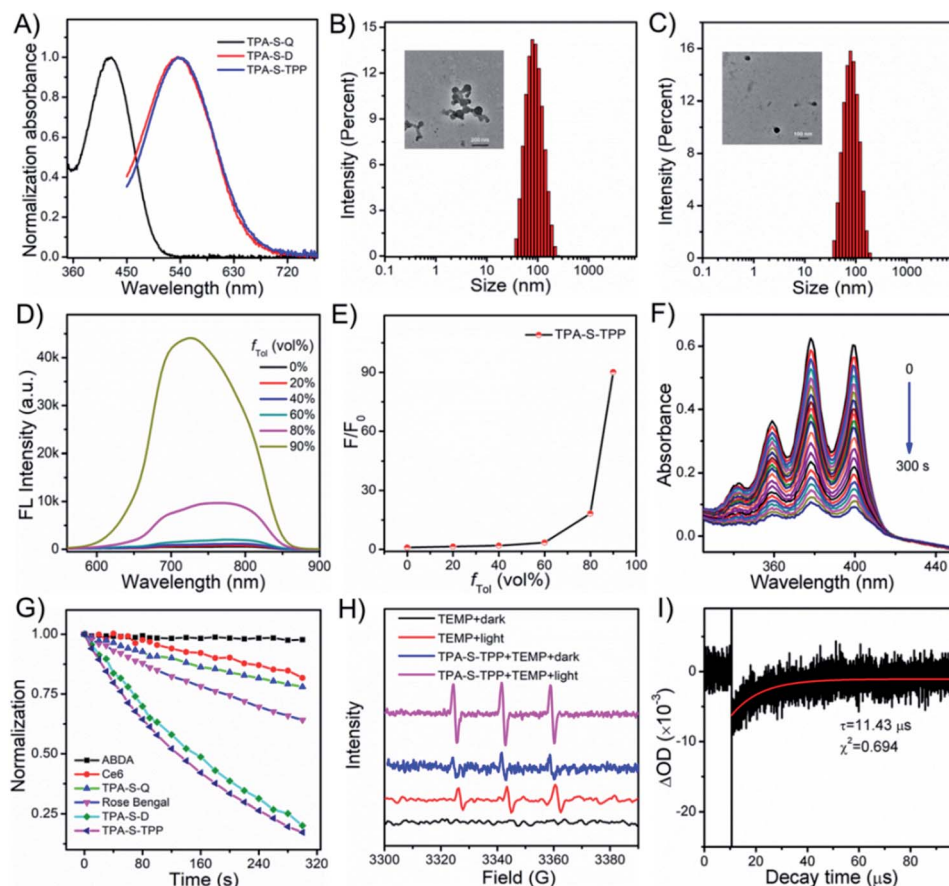 A)
TPA-S-Q
TPA-S-D
TPA-S-TPP
1.0
0.8
0.6
0.4
0.2
0.0
Normalization absorbance
360 450 540 630 720
Wavelength (nm)
B)
15
12
9
6
3
0
Intensity (Percent)
0.1 1 10 100 1000
Size (nm)
C)
16
12
8
4
0
Intensity (Percent)
100 nm
0.1 1 10 100 1000
Size (nm)
D)
fTol (vol%)
0%
20%
40%
60%
80%
90%
40k
30k
20k
10k
0
FL Intensity (a.u.)
600 700 800 900
Wavelength (nm)
E)
TPA-S-TPP
90
60
30
0
F/F0
0 20 40 60 80 100
fTol (vol%)
F)
0
300 s
0.6
0.4
0.2
0.0
Absorbance
360 400 440
Wavelength (nm)
G)
1.00
0.75
0.50
0.25
Normalization
ABDA
Ce6
TPA-S-Q
Rose Bengal
TPA-S-D
TPA-S-TPP
0 80 160 240 320
Time (s)
H)
TEMP+dark
TEMP+light
TPA-S-TPP+TEMP+dark
TPA-S-TPP+TEMP+light
Intensity
3300 3330 3360 3390
Field (G)
I)
0
-10
-20
ΔOD (×10⁻³)
τ=11.43 μs
χ²=0.694
0 20 40 60 80 100
Decay time (μs)